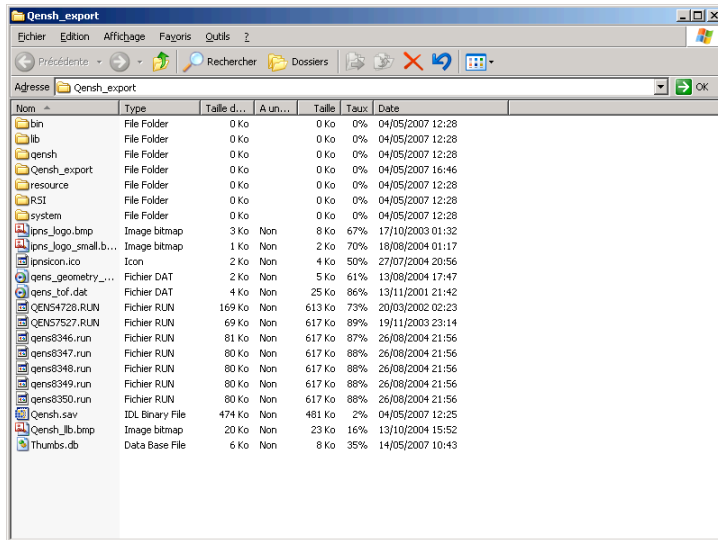 Qensh_export
Fichier Edition Affichage Favoris Outils ?
Précédente Rechercher Dossiers
Adresse Qensh_export OK
Nom Type Taille d... A un... Taille Taux Date
bin File Folder 0 Ko 0 Ko 0% 04/05/2007 12:28
lib File Folder 0 Ko 0 Ko 0% 04/05/2007 12:28
qensh File Folder 0 Ko 0 Ko 0% 04/05/2007 12:28
Qensh_export File Folder 0 Ko 0 Ko 0% 04/05/2007 16:46
resource File Folder 0 Ko 0 Ko 0% 04/05/2007 12:28
RSI File Folder 0 Ko 0 Ko 0% 04/05/2007 12:28
system File Folder 0 Ko 0 Ko 0% 04/05/2007 12:28
ipns_logo.bmp Image bitmap 3 Ko Non 8 Ko 67% 17/10/2003 01:32
ipns_logo_small.b... Image bitmap 1 Ko Non 2 Ko 70% 18/08/2004 01:17
ipnsicon.ico Icon 2 Ko Non 4 Ko 50% 27/07/2004 20:56
qens_geometry_... Fichier DAT 2 Ko Non 5 Ko 61% 13/08/2004 17:47
qens_tof.dat Fichier DAT 4 Ko Non 25 Ko 86% 13/11/2001 21:42
QENS4728.RUN Fichier RUN 169 Ko Non 613 Ko 73% 20/03/2002 02:23
QENS7527.RUN Fichier RUN 69 Ko Non 617 Ko 89% 19/11/2003 23:14
qens8346.run Fichier RUN 81 Ko Non 617 Ko 87% 26/08/2004 21:56
qens8347.run Fichier RUN 80 Ko Non 617 Ko 88% 26/08/2004 21:56
qens8348.run Fichier RUN 80 Ko Non 617 Ko 88% 26/08/2004 21:56
qens8349.run Fichier RUN 80 Ko Non 617 Ko 88% 26/08/2004 21:56
qens8350.run Fichier RUN 80 Ko Non 617 Ko 88% 26/08/2004 21:56
Qensh.sav IDL Binary File 474 Ko Non 481 Ko 2% 04/05/2007 12:25
Qensh_llb.bmp Image bitmap 20 Ko Non 23 Ko 16% 13/10/2004 15:52
Thumbs.db Data Base File 6 Ko Non 8 Ko 35% 14/05/2007 10:43